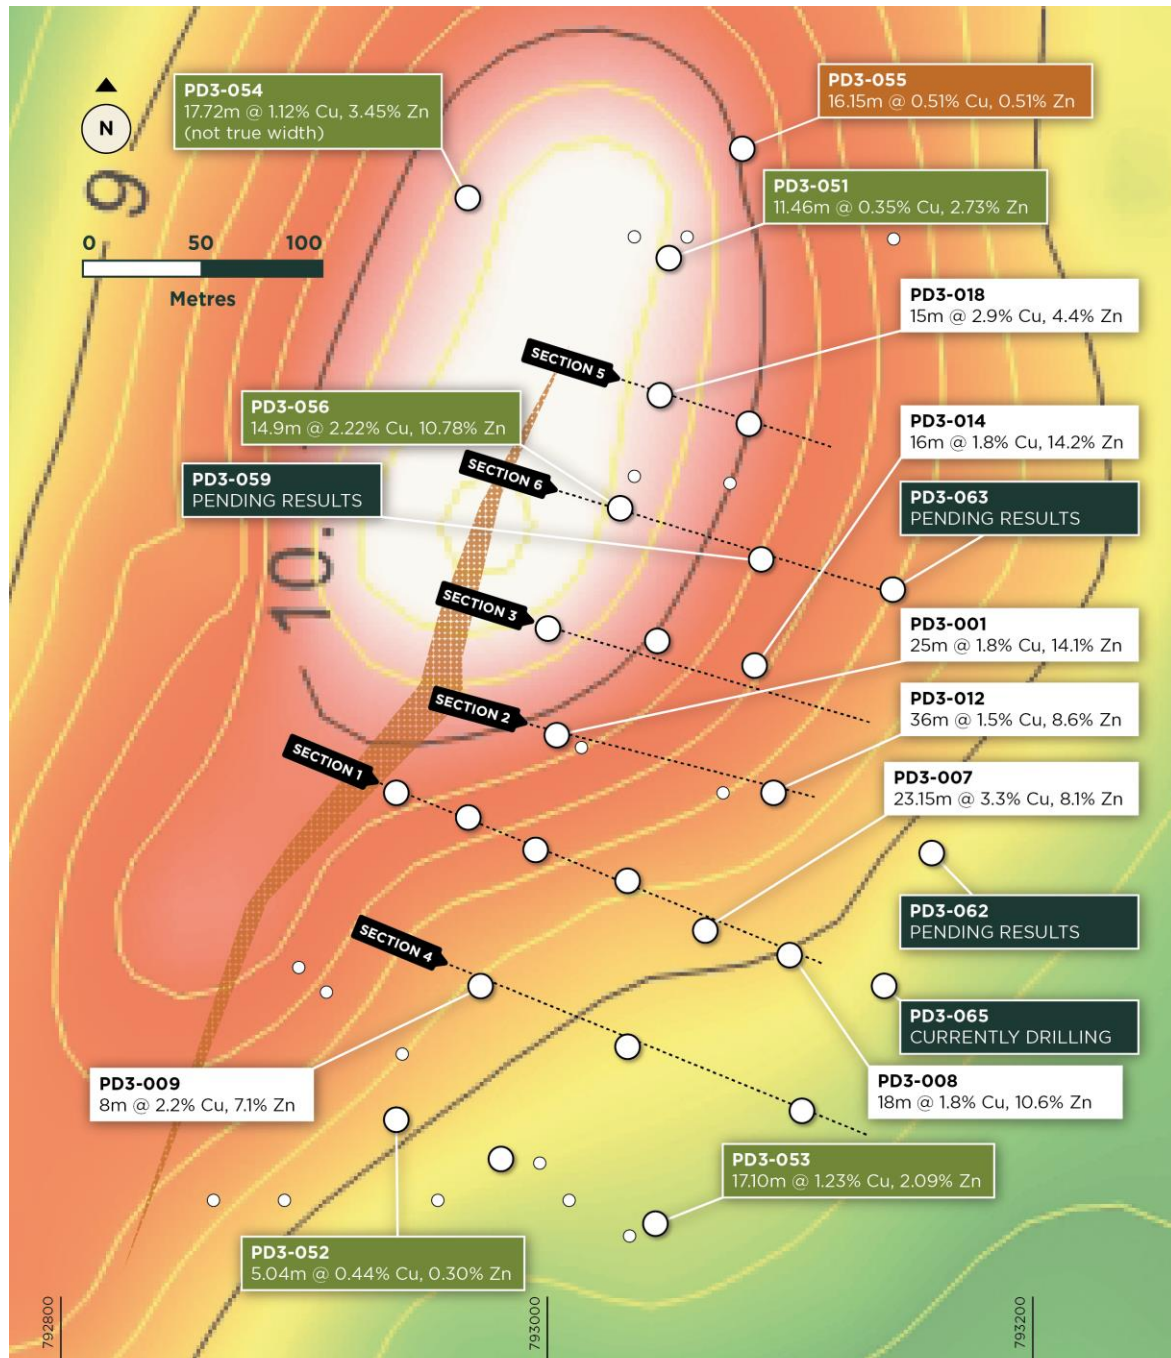 PD3-054
17.72m @ 1.12% Cu, 3.45% Zn
(not true width)
PD3-055
16.15m @ 0.51% Cu, 0.51% Zn
N
9
PD3-051
11.46m @ 0.35% Cu, 2.73% Zn
0 50 100
Metres
PD3-018
15m @ 2.9% Cu, 4.4% Zn
SECTION 5
PD3-056
14.9m @ 2.22% Cu, 10.78% Zn
PD3-014
16m @ 1.8% Cu, 14.2% Zn
SECTION 6
PD3-059
PENDING RESULTS
PD3-063
PENDING RESULTS
10.
SECTION 3
PD3-001
25m @ 1.8% Cu, 14.1% Zn
SECTION 2
PD3-012
36m @ 1.5% Cu, 8.6% Zn
SECTION 1
PD3-007
23.15m @ 3.3% Cu, 8.1% Zn
PD3-062
PENDING RESULTS
SECTION 4
PD3-065
CURRENTLY DRILLING
PD3-009
8m @ 2.2% Cu, 7.1% Zn
PD3-008
18m @ 1.8% Cu, 10.6% Zn
PD3-053
17.10m @ 1.23% Cu, 2.09% Zn
PD3-052
5.04m @ 0.44% Cu, 0.30% Zn
792800
793000
793200